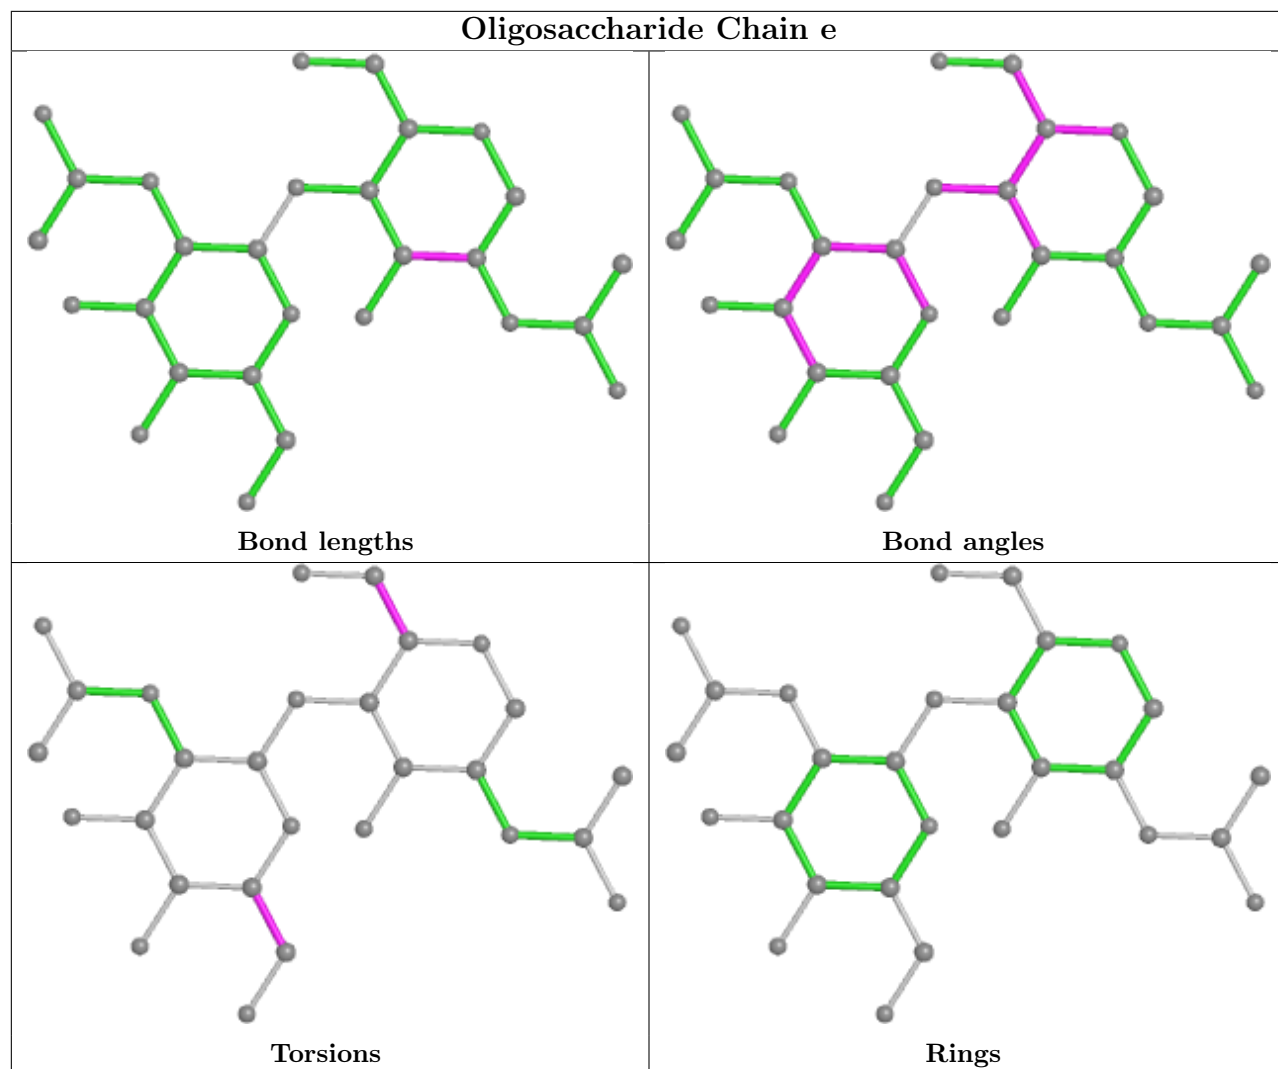 Oligosaccharide Chain e
Bond lengths
Bond angles
Torsions
Rings